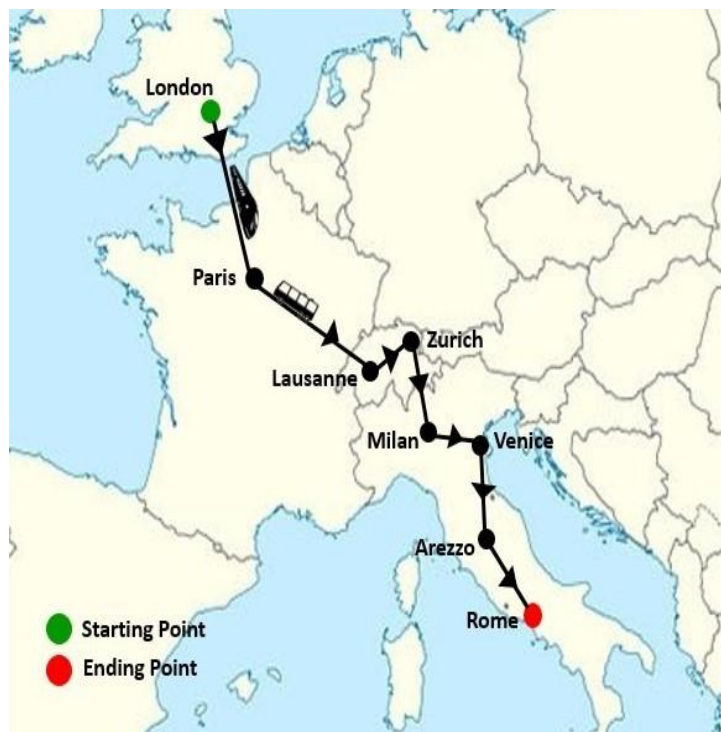 London
Paris
Zurich
Lausanne
Milan
Venice
Arezzo
Rome
Starting Point
Ending Point